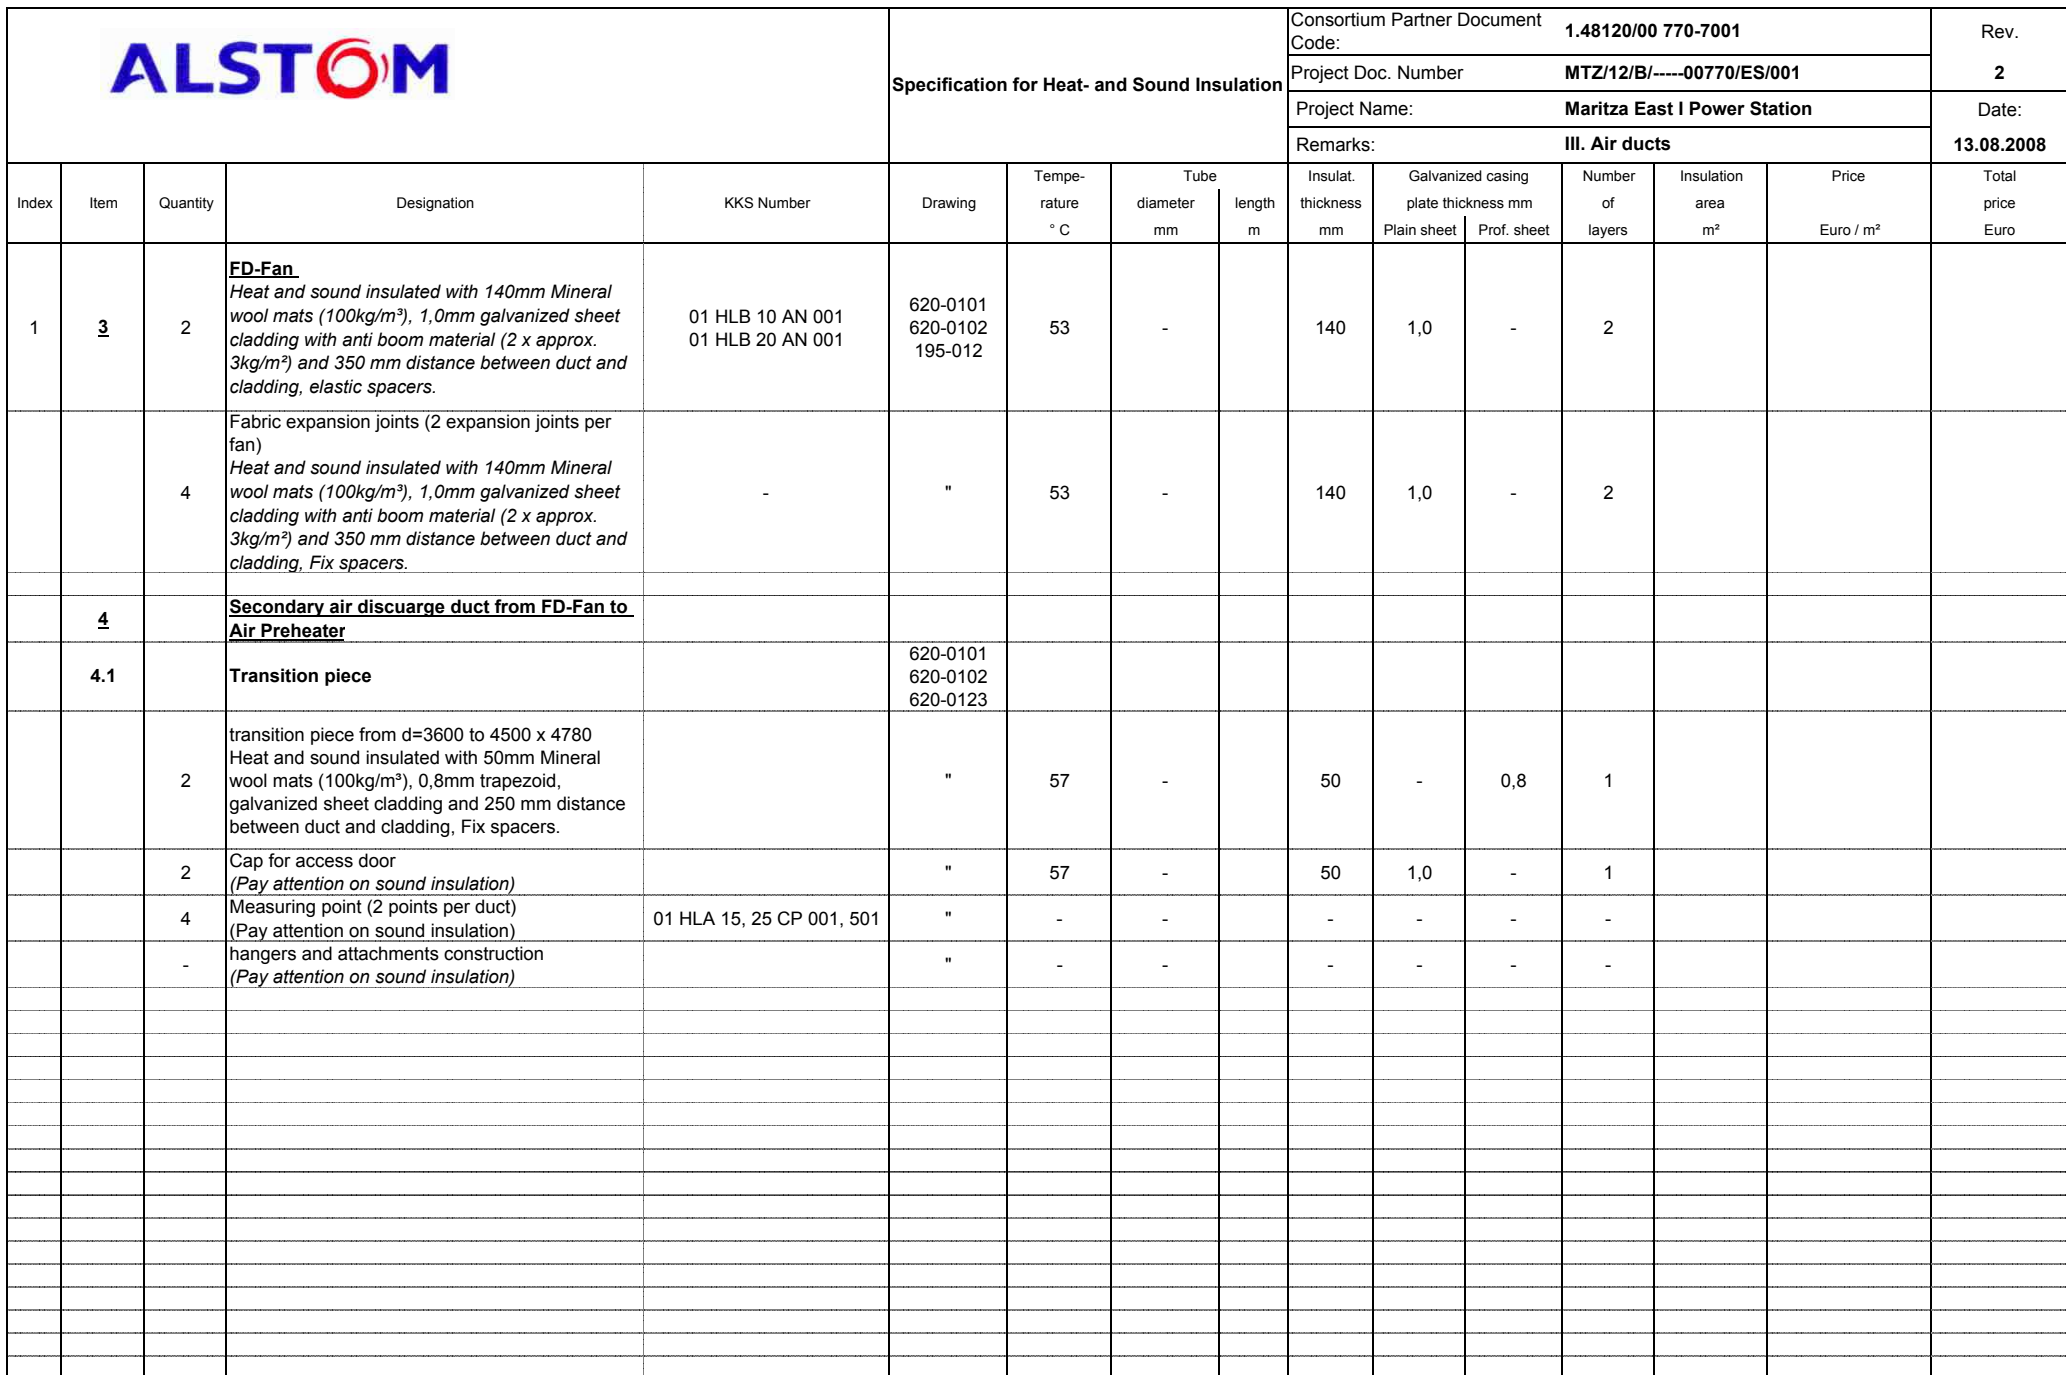 ALSTOM
Specification for Heat- and Sound Insulation
Consortium Partner Document
Code:
1.48120/00 770-7001
Rev.
Project Doc. Number
MTZ/12/B/-----00770/ES/001
2
Project Name:
Maritza East I Power Station
Date:
Remarks:
III. Air ducts
13.08.2008
Index
Item
Quantity
Designation
KKS Number
Drawing
Tempe-
rature
° C
Tube
diameter
mm
length
m
Insulat.
thickness
mm
Galvanized casing
plate thickness mm
Plain sheet
Prof. sheet
Number
of
layers
Insulation
area
m²
Price
Euro / m²
Total
price
Euro
1
3
2
FD-Fan
Heat and sound insulated with 140mm Mineral
wool mats (100kg/m³), 1,0mm galvanized sheet
cladding with anti boom material (2 x approx.
3kg/m²) and 350 mm distance between duct and
cladding, elastic spacers.
01 HLB 10 AN 001
01 HLB 20 AN 001
620-0101
620-0102
195-012
53
-
140
1,0
-
2
4
Fabric expansion joints (2 expansion joints per
fan)
Heat and sound insulated with 140mm Mineral
wool mats (100kg/m³), 1,0mm galvanized sheet
cladding with anti boom material (2 x approx.
3kg/m²) and 350 mm distance between duct and
cladding, Fix spacers.
-
"
53
-
140
1,0
-
2
4
Secondary air discuarge duct from FD-Fan to
Air Preheater
4.1
Transition piece
620-0101
620-0102
620-0123
2
transition piece from d=3600 to 4500 x 4780
Heat and sound insulated with 50mm Mineral
wool mats (100kg/m³), 0,8mm trapezoid,
galvanized sheet cladding and 250 mm distance
between duct and cladding, Fix spacers.
"
57
-
50
-
0,8
1
2
Cap for access door
(Pay attention on sound insulation)
"
57
-
50
1,0
-
1
4
Measuring point (2 points per duct)
(Pay attention on sound insulation)
01 HLA 15, 25 CP 001, 501
"
-
-
-
-
-
-
-
hangers and attachments construction
(Pay attention on sound insulation)
"
-
-
-
-
-
-